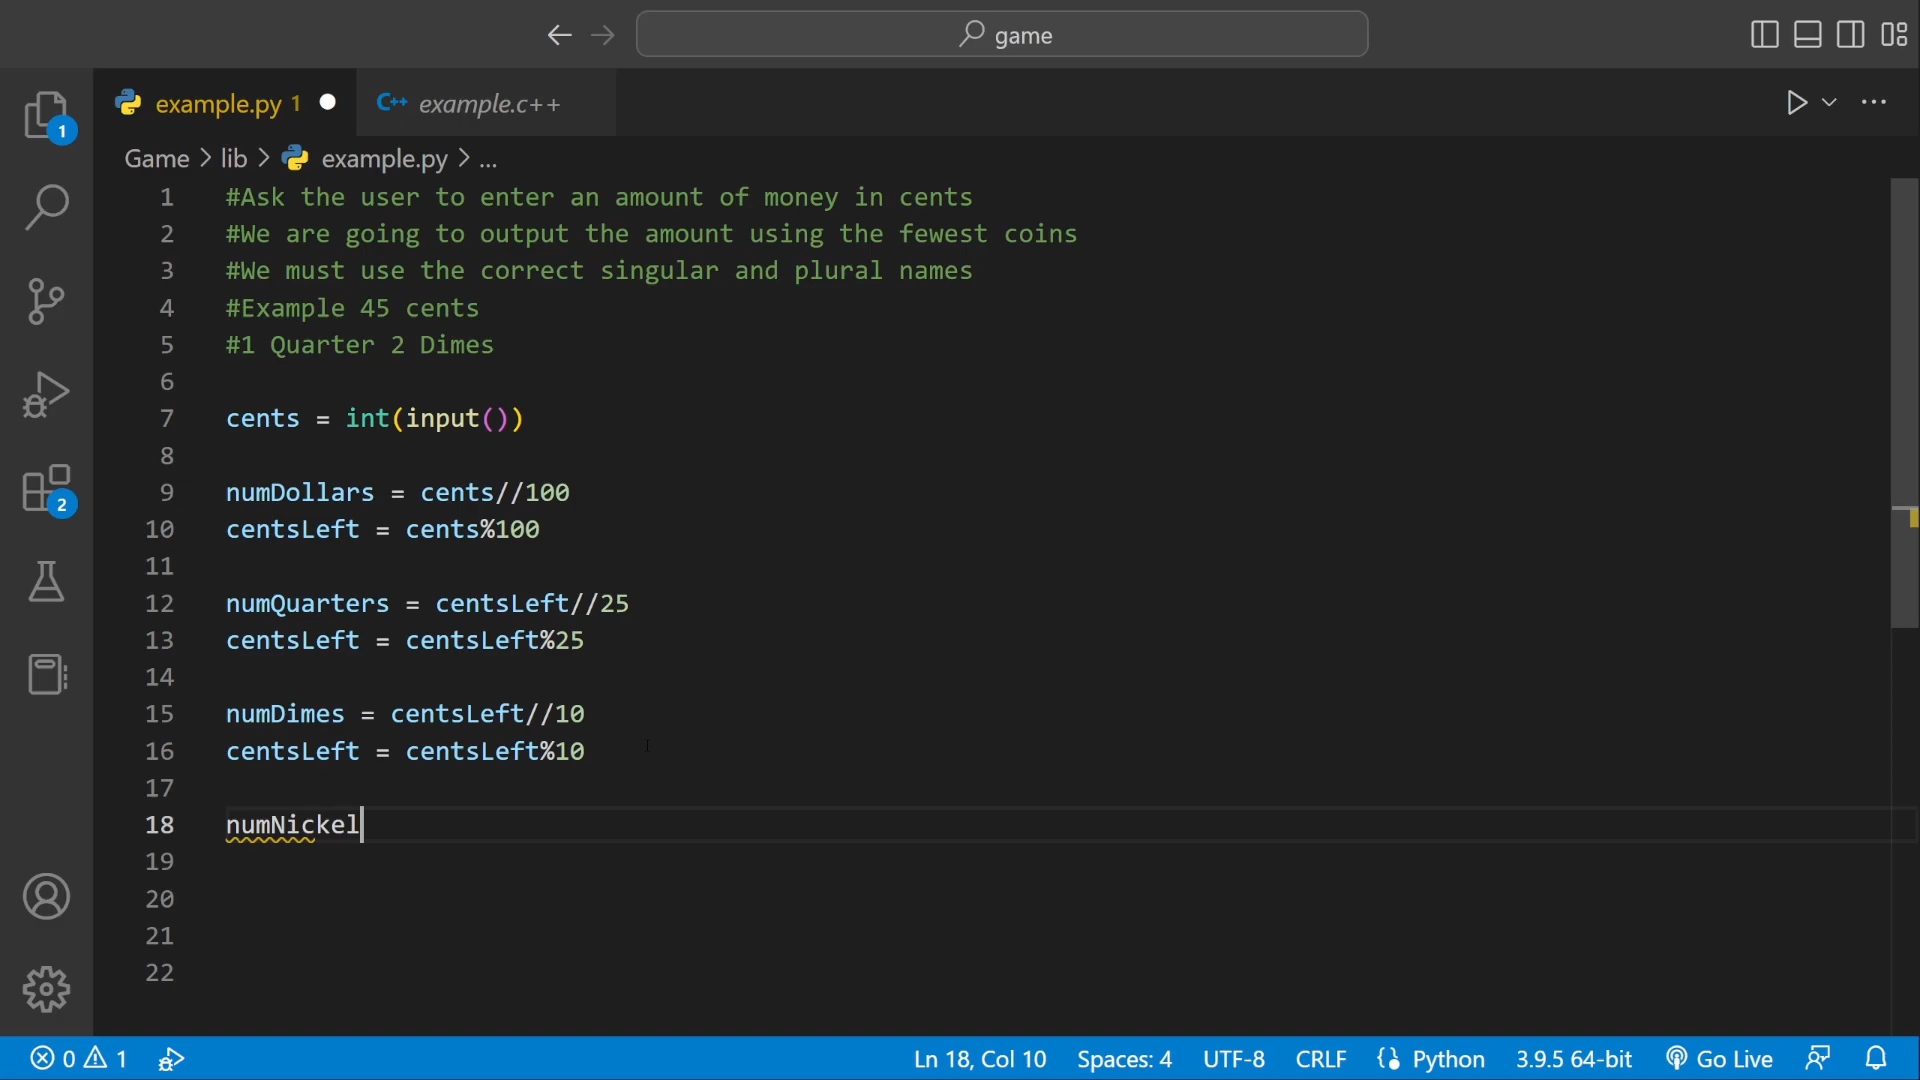 game
example.py 1
C++ example.c++
Game > lib > example.py > ...
1 #Ask the user to enter an amount of money in cents
2 #We are going to output the amount using the fewest coins
3 #We must use the correct singular and plural names
4 #Example 45 cents
5 #1 Quarter 2 Dimes
6
7 cents = int(input())
8
9 numDollars = cents//100
10 centsLeft = cents%100
11
12 numQuarters = centsLeft//25
13 centsLeft = centsLeft%25
14
15 numDimes = centsLeft//10
16 centsLeft = centsLeft%10
17
18 numNickel
19
20
21
22
1
2
0 1 Ln 18, Col 10 Spaces: 4 UTF-8 CRLF Python 3.9.5 64-bit Go Live